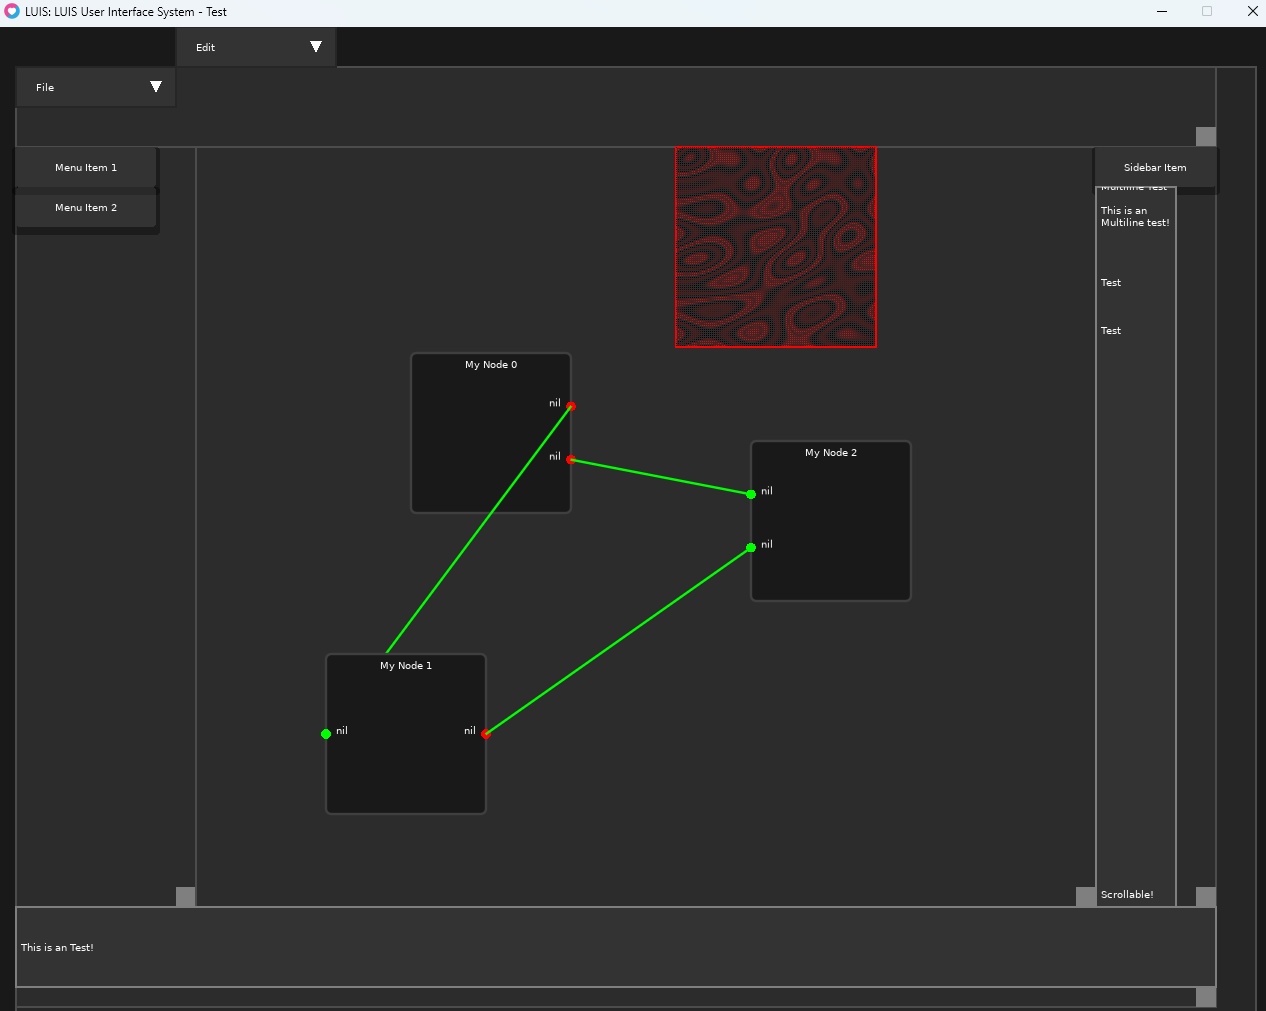 LUIS: LUIS User Interface System - Test
Edit
File
Menu Item 1
Menu Item 2
Sidebar Item
Multiline Test
This is an
Multiline test!
Test
Test
My Node 0
nil
nil
My Node 2
nil
nil
My Node 1
nil
nil
Scrollable!
This is an Test!